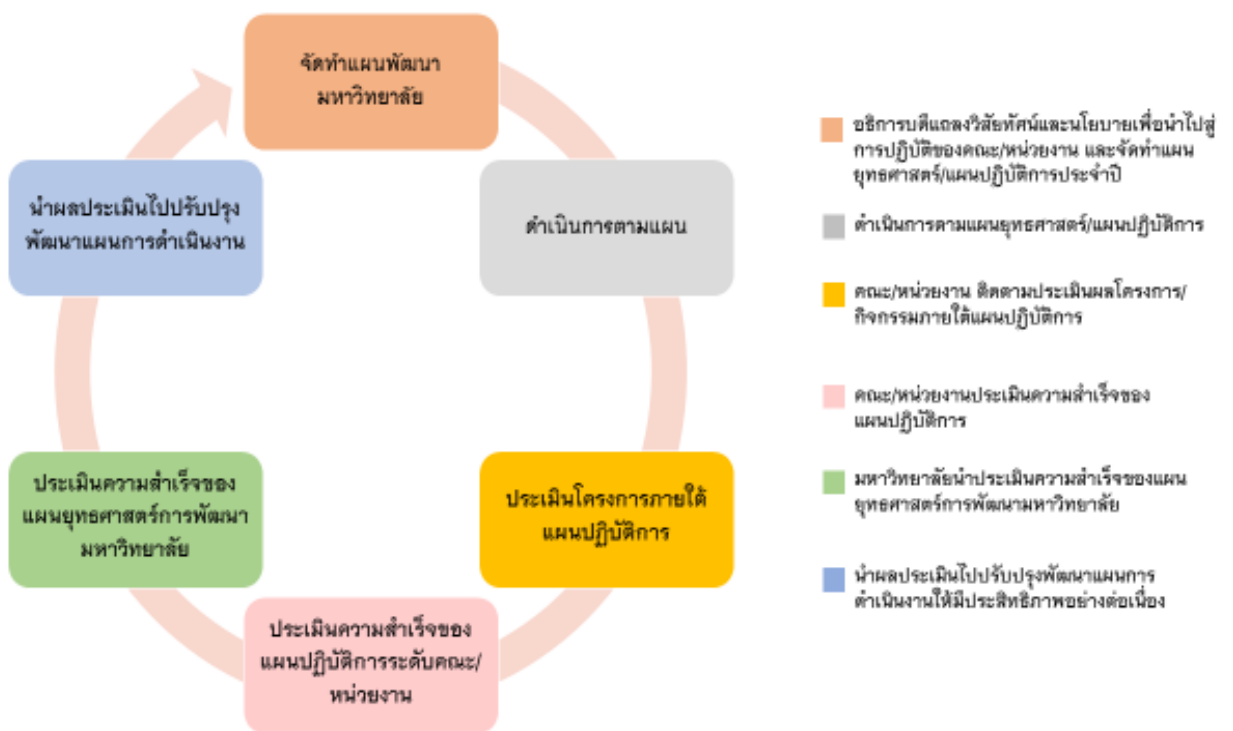 จัดทำแผนพัฒนา
มหาวิทยาลัย
ดำเนินการตามแผน
ประเมินโครงการภายใต้
แผนปฏิบัติการ
ประเมินความสำเร็จของ
แผนปฏิบัติการระดับคณะ/
หน่วยงาน
ประเมินความสำเร็จของ
แผนยุทธศาสตร์การพัฒนา
มหาวิทยาลัย
นำผลประเมินไปปรับปรุง
พัฒนาแผนการดำเนินงาน
อธิการบดีแถลงวิสัยทัศน์และนโยบายเพื่อนำไปสู่
การปฏิบัติของคณะ/หน่วยงาน และจัดทำแผน
ยุทธศาสตร์/แผนปฏิบัติการประจำปี
ดำเนินการตามแผนยุทธศาสตร์/แผนปฏิบัติการ
คณะ/หน่วยงาน ติดตามประเมินผลโครงการ/
กิจกรรมภายใต้แผนปฏิบัติการ
คณะ/หน่วยงานประเมินความสำเร็จของ
แผนปฏิบัติการ
มหาวิทยาลัยนำประเมินความสำเร็จของแผน
ยุทธศาสตร์การพัฒนามหาวิทยาลัย
นำผลประเมินไปปรับปรุงพัฒนาแผนการ
ดำเนินงานให้มีประสิทธิภาพอย่างต่อเนื่อง